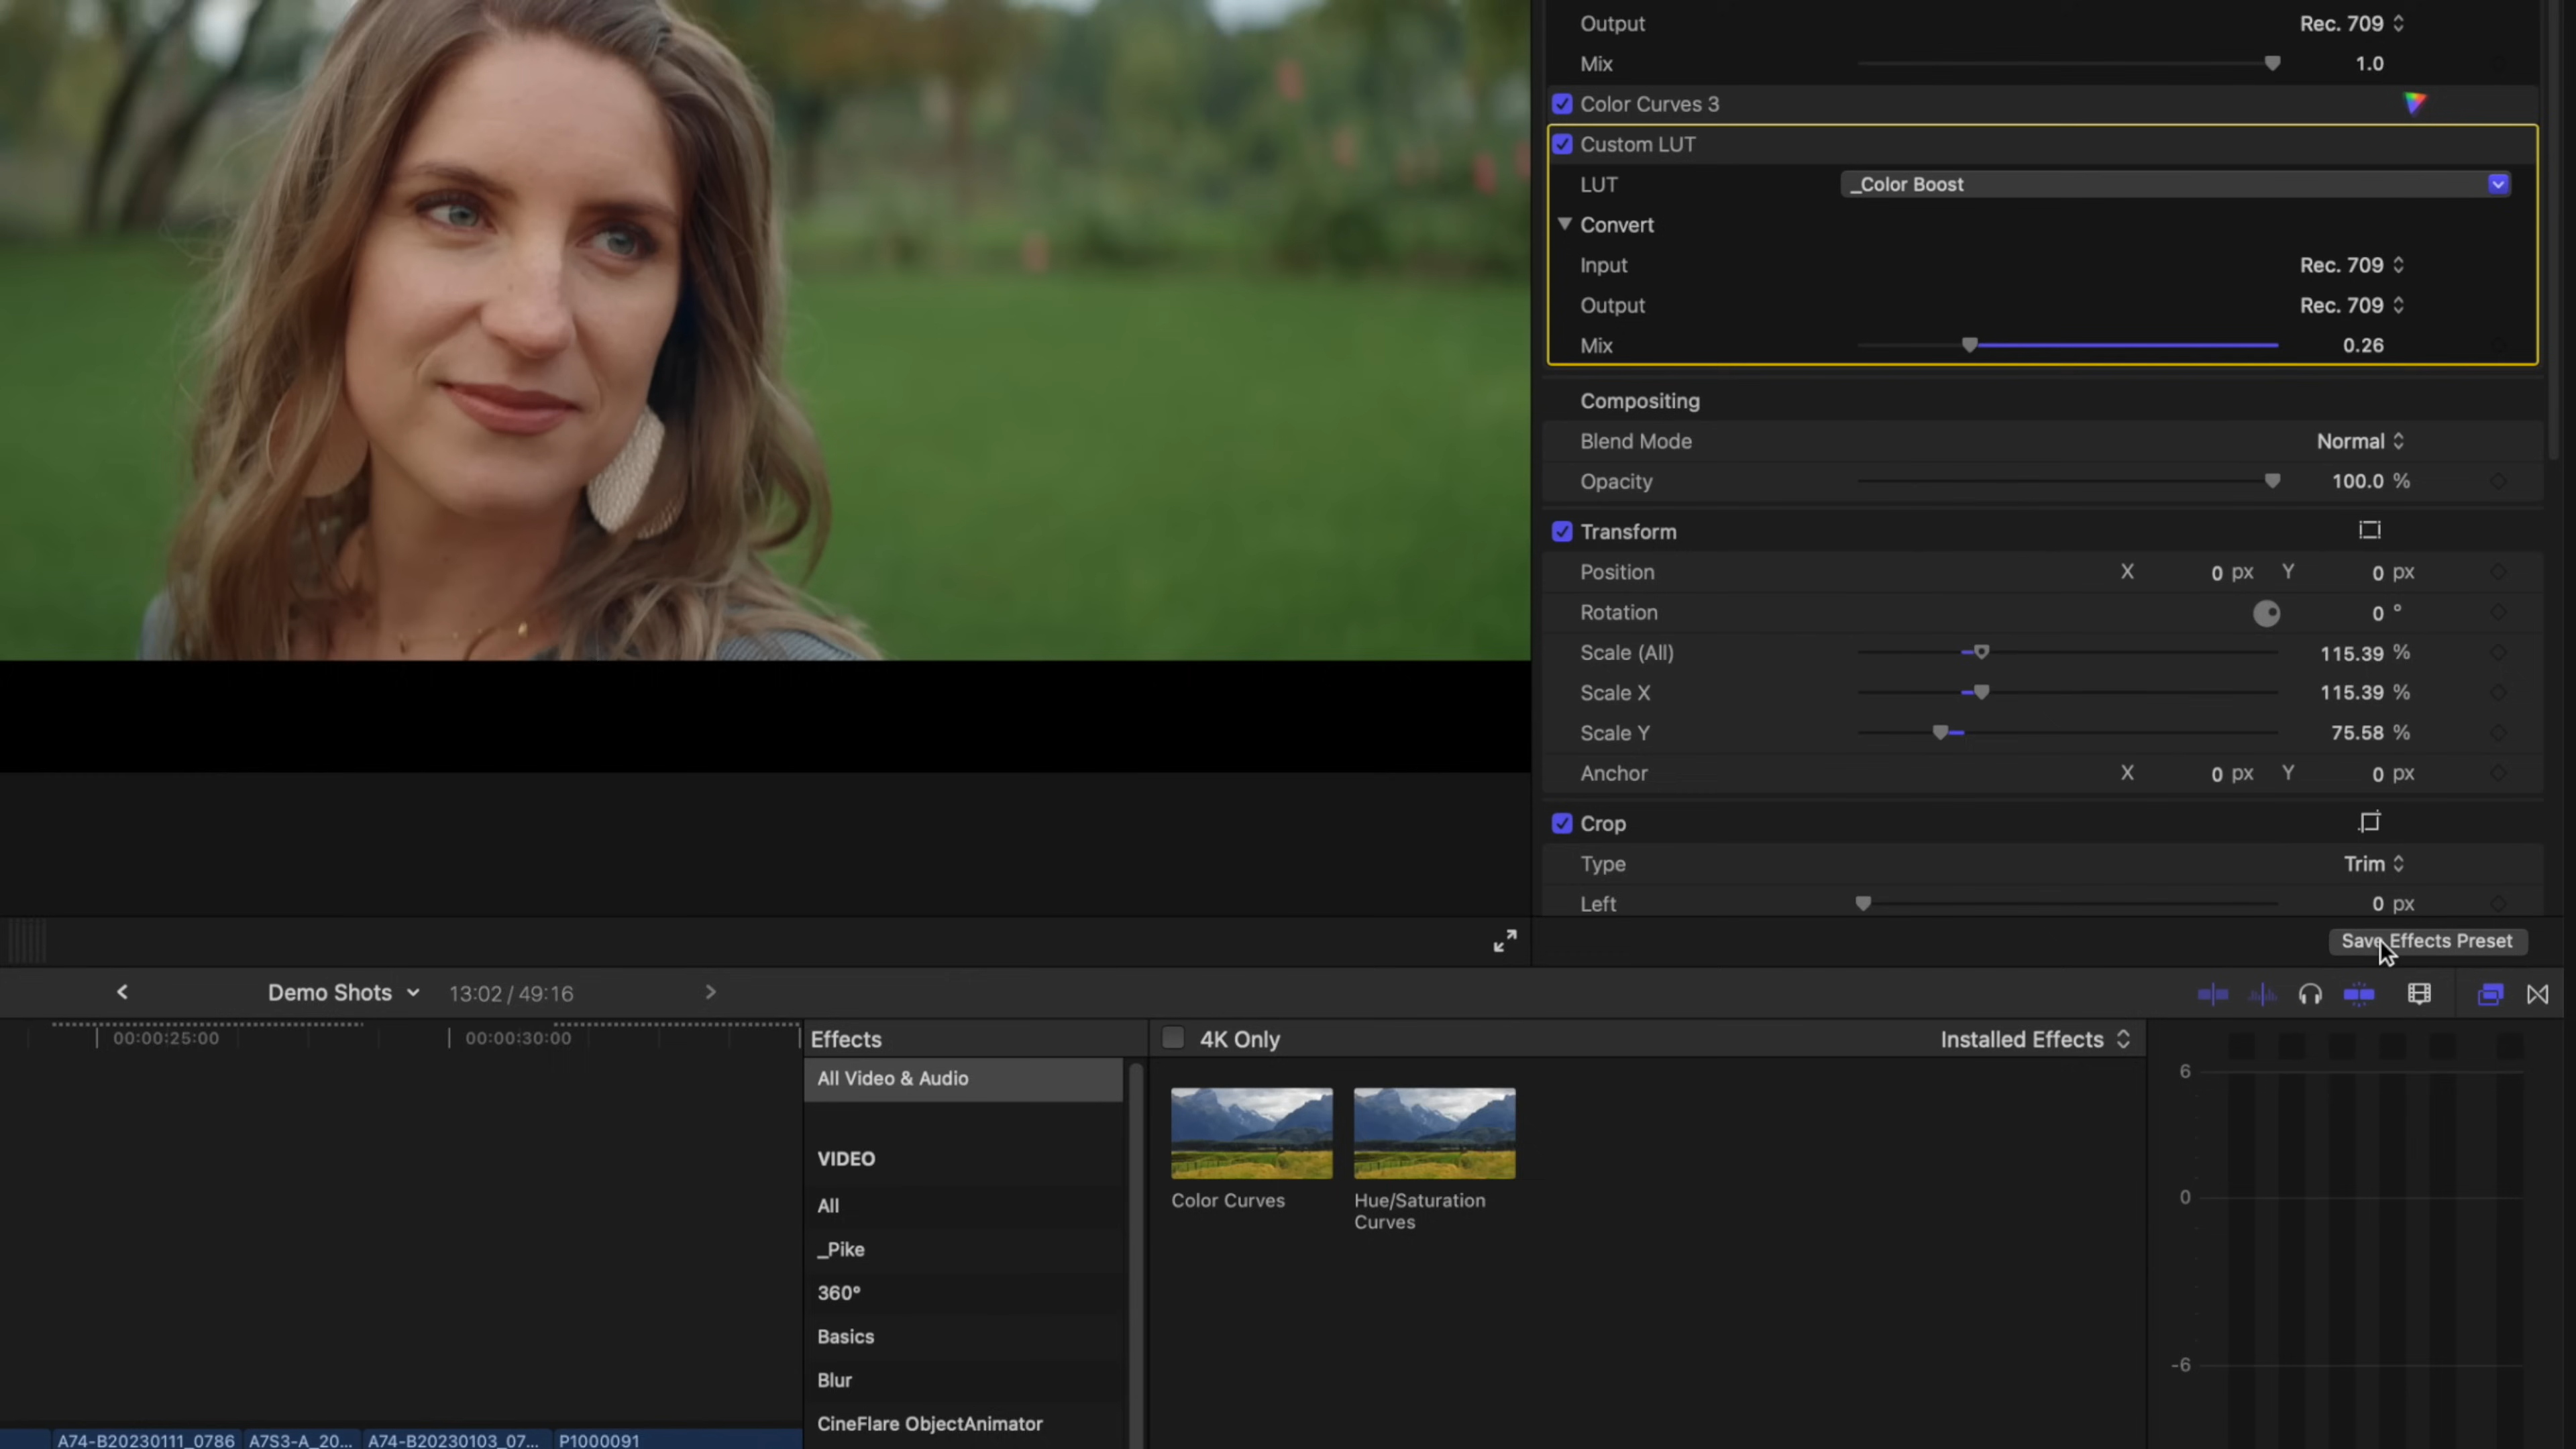 Output Rec. 709
Mix 1.0
Color Curves 3
Custom LUT
LUT _Color Boost
Convert
Input Rec. 709
Output Rec. 709
Mix 0.26
Compositing
Blend Mode Normal
Opacity 100.0 %
Transform
Position X 0 px Y 0 px
Rotation 0 °
Scale (All) 115.39 %
Scale X 115.39 %
Scale Y 75.58 %
Anchor X 0 px Y 0 px
Crop
Type Trim
Left 0 px
Save Effects Preset
Demo Shots 13:02 / 49:16
00:00:25:00 00:00:30:00
Effects
All Video & Audio
VIDEO
All
_Pike
360°
Basics
Blur
CineFlare ObjectAnimator
4K Only
Installed Effects
Color Curves
Hue/Saturation
Curves
6
0
-6
A74-B20230111_0786 A7S3-A_20... A74-B20230103_07... P1000091